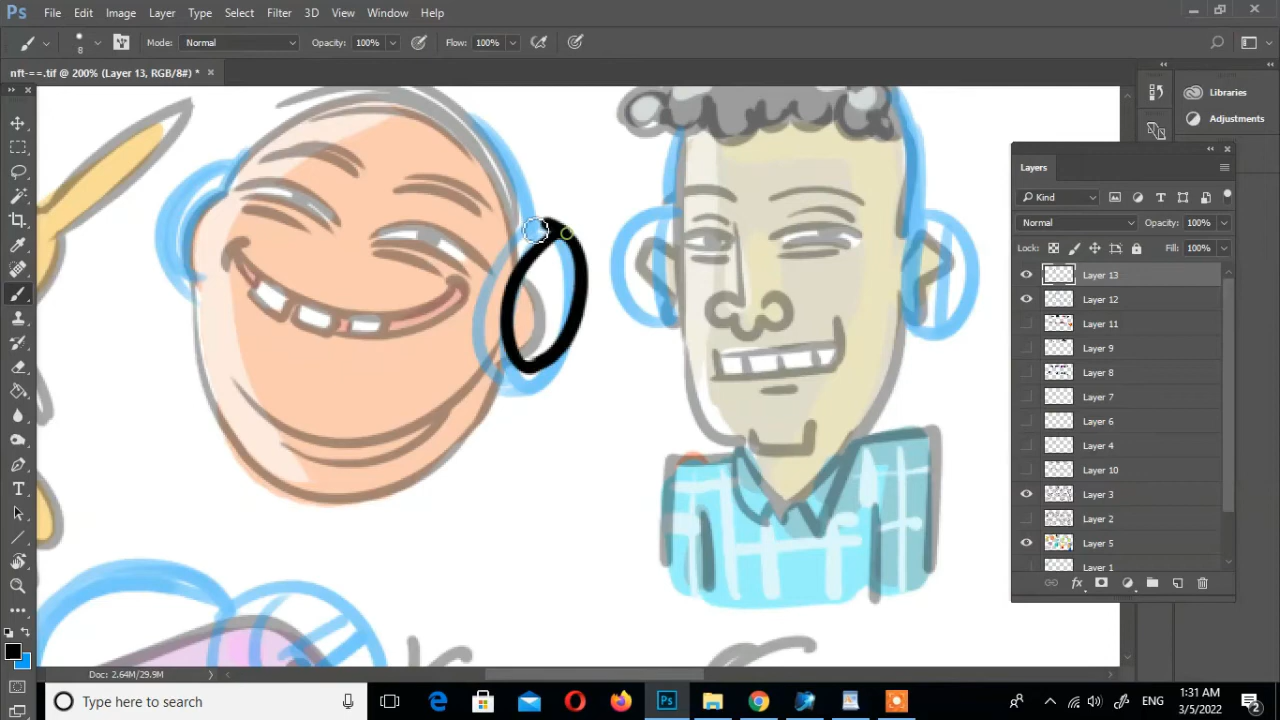 Ps File Edit Image Layer Type Select Filter 3D View Window Help
8 Mode: Normal Opacity: 100% Flow: 100%
nft-==.tif @ 200% (Layer 13, RGB/8#) * ×
Libraries
Adjustments
Layers
Kind
Normal Opacity: 100%
Lock: Fill: 100%
Layer 13
Layer 12
Layer 11
Layer 9
Layer 8
Layer 7
Layer 6
Layer 4
Layer 10
Layer 3
Layer 2
Layer 5
Layer 1
fx
Doc: 2.64M/29.9M
Type here to search
Ps
ENG
1:31 AM
3/5/2022
2